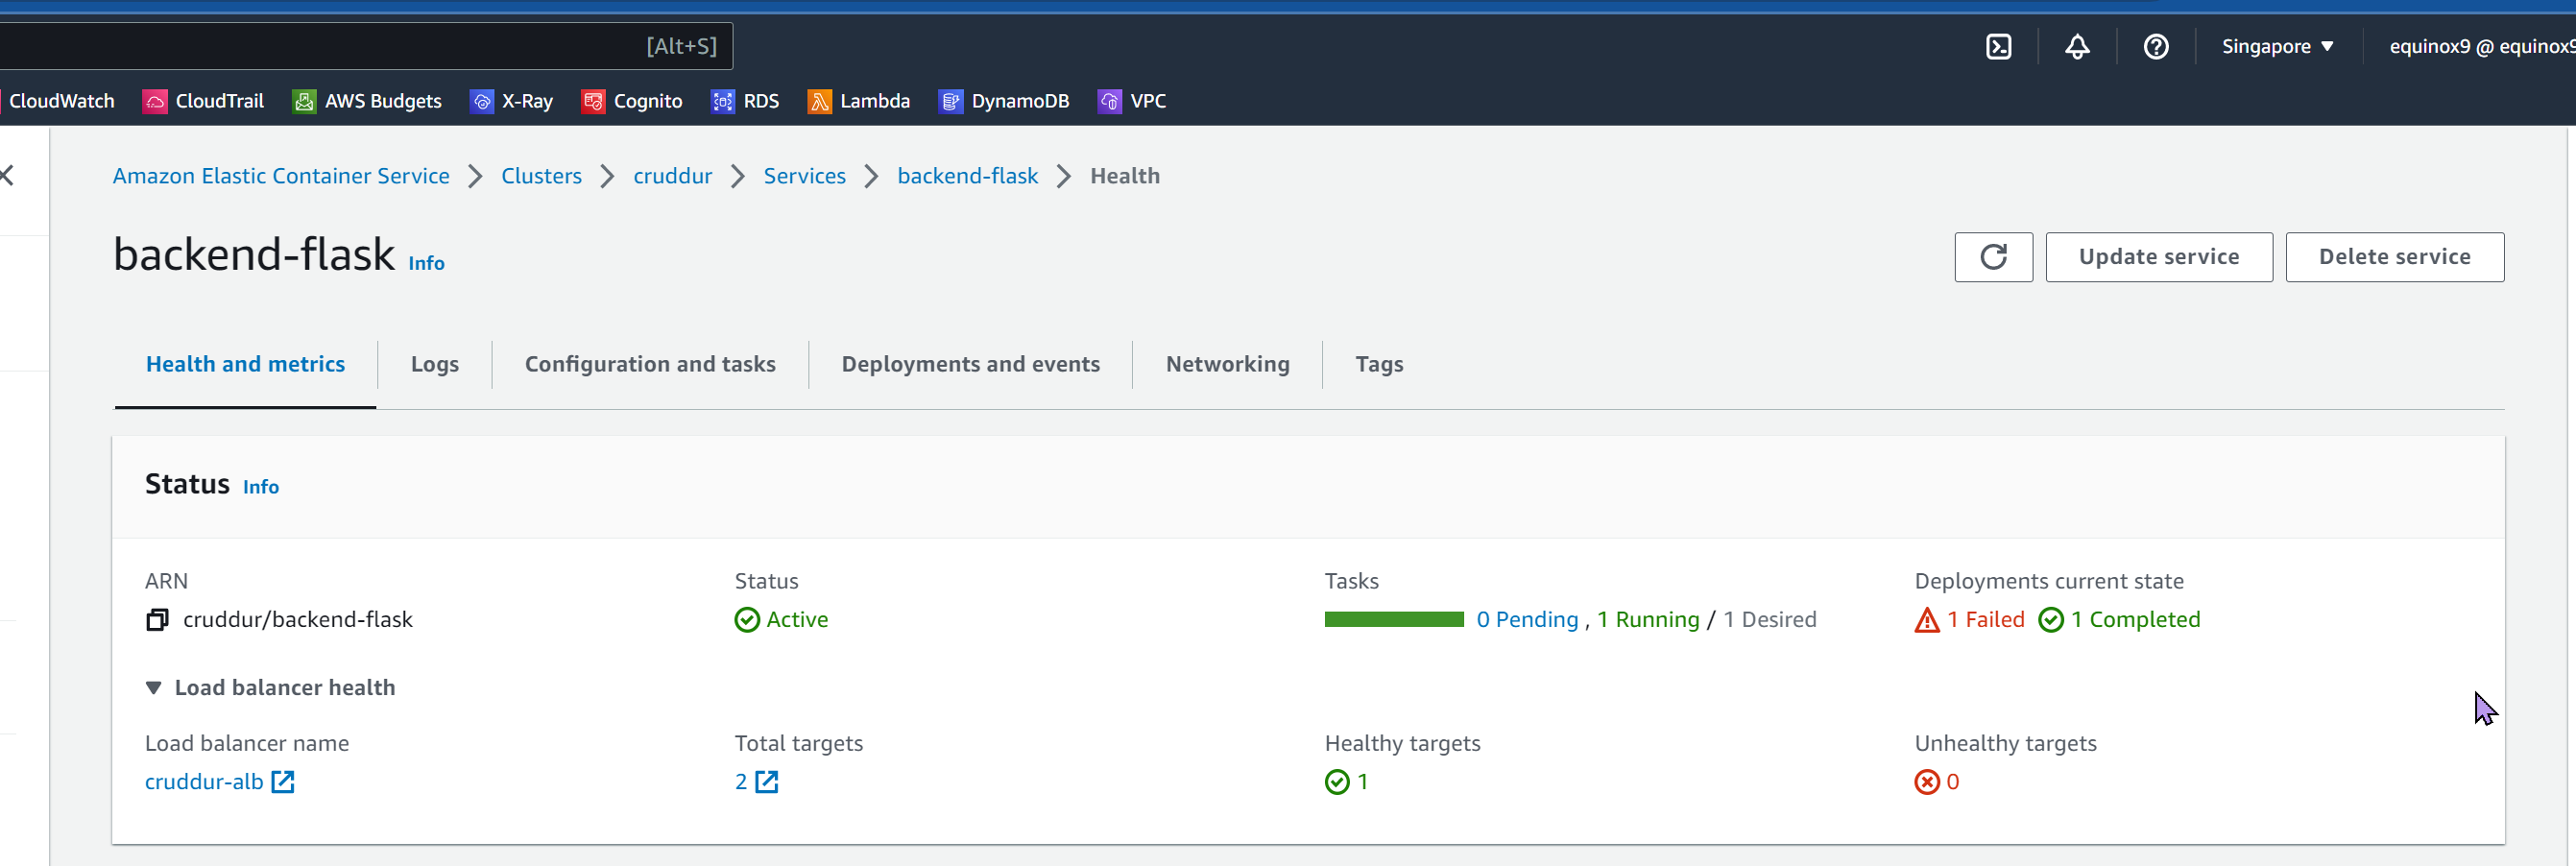 [Alt+S]
Singapore ▼
equinox9 @ equinox9
CloudWatch CloudTrail AWS Budgets X-Ray Cognito RDS Lambda DynamoDB VPC
Amazon Elastic Container Service > Clusters > cruddur > Services > backend-flask > Health
backend-flask Info
Update service
Delete service
Health and metrics
Logs
Configuration and tasks
Deployments and events
Networking
Tags
Status Info
ARN
cruddur/backend-flask
Status
Active
Tasks
0 Pending , 1 Running / 1 Desired
Deployments current state
1 Failed 1 Completed
▼ Load balancer health
Load balancer name
cruddur-alb
Total targets
2
Healthy targets
1
Unhealthy targets
0